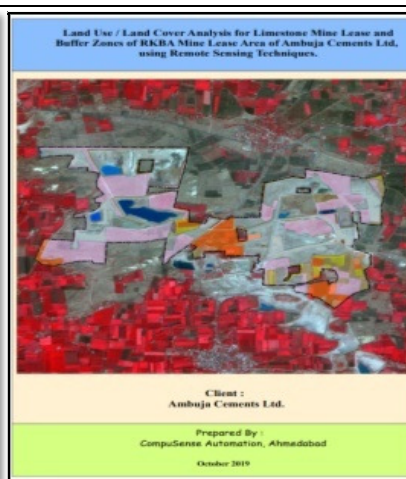 Land Use / Land Cover Analysis for Limestone Mine Lease and
Buffer Zones of RKBA Mine Lease Area of Ambuja Cements Ltd,
using Remote Sensing Techniques.
Client :
Ambuja Cements Ltd.
Prepared By :
CompuSense Automation, Ahmedabad
October 2019